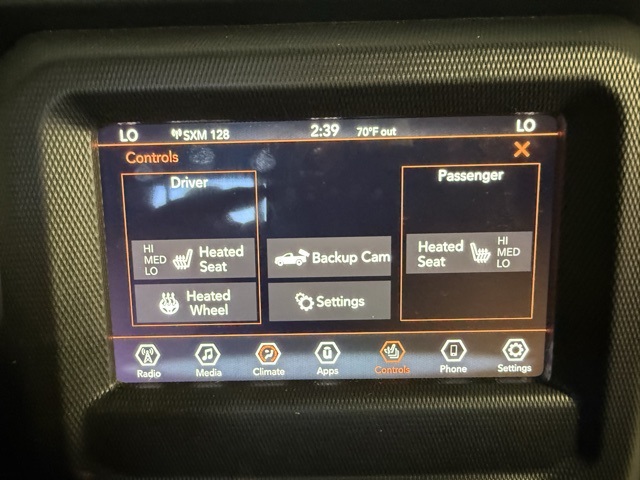 LO SXM 128 2:39 70°F out LO
Controls
Driver
Passenger
HI
MED
LO
Heated
Seat
Backup Cam
Heated
Seat
HI
MED
LO
Heated
Wheel
Settings
Radio Media Climate Apps Controls Phone Settings